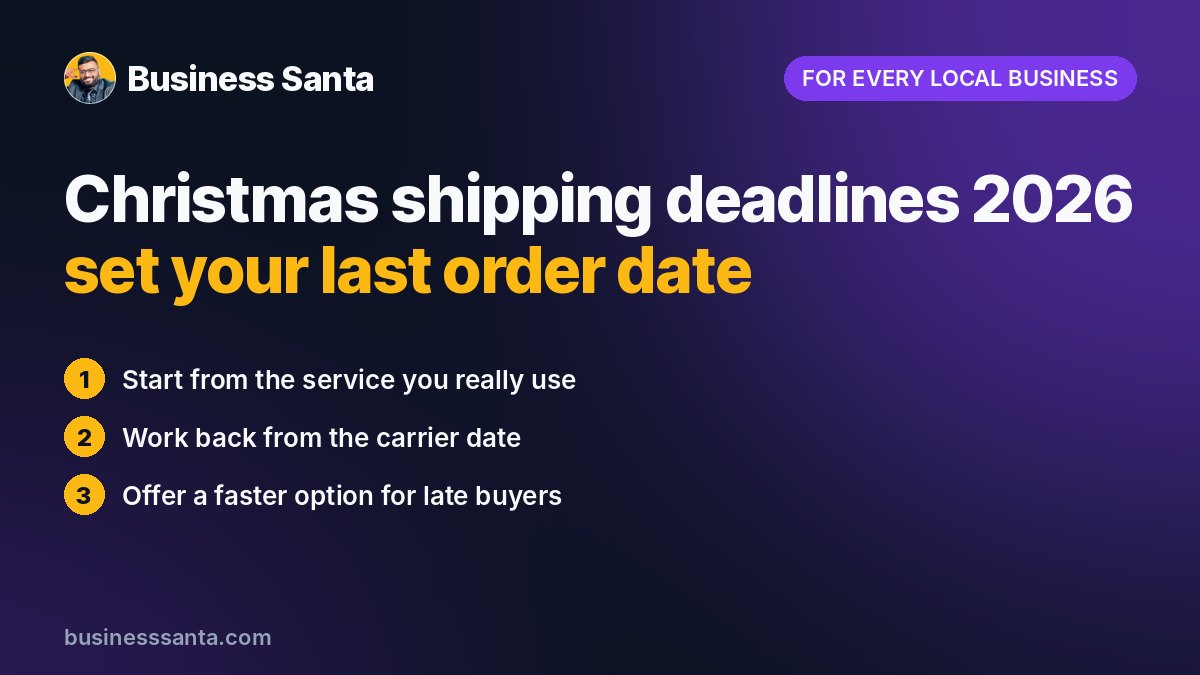 Business Santa
FOR EVERY LOCAL BUSINESS
Christmas shipping deadlines 2026
set your last order date
1 Start from the service you really use
2 Work back from the carrier date
3 Offer a faster option for late buyers
businesssanta.com